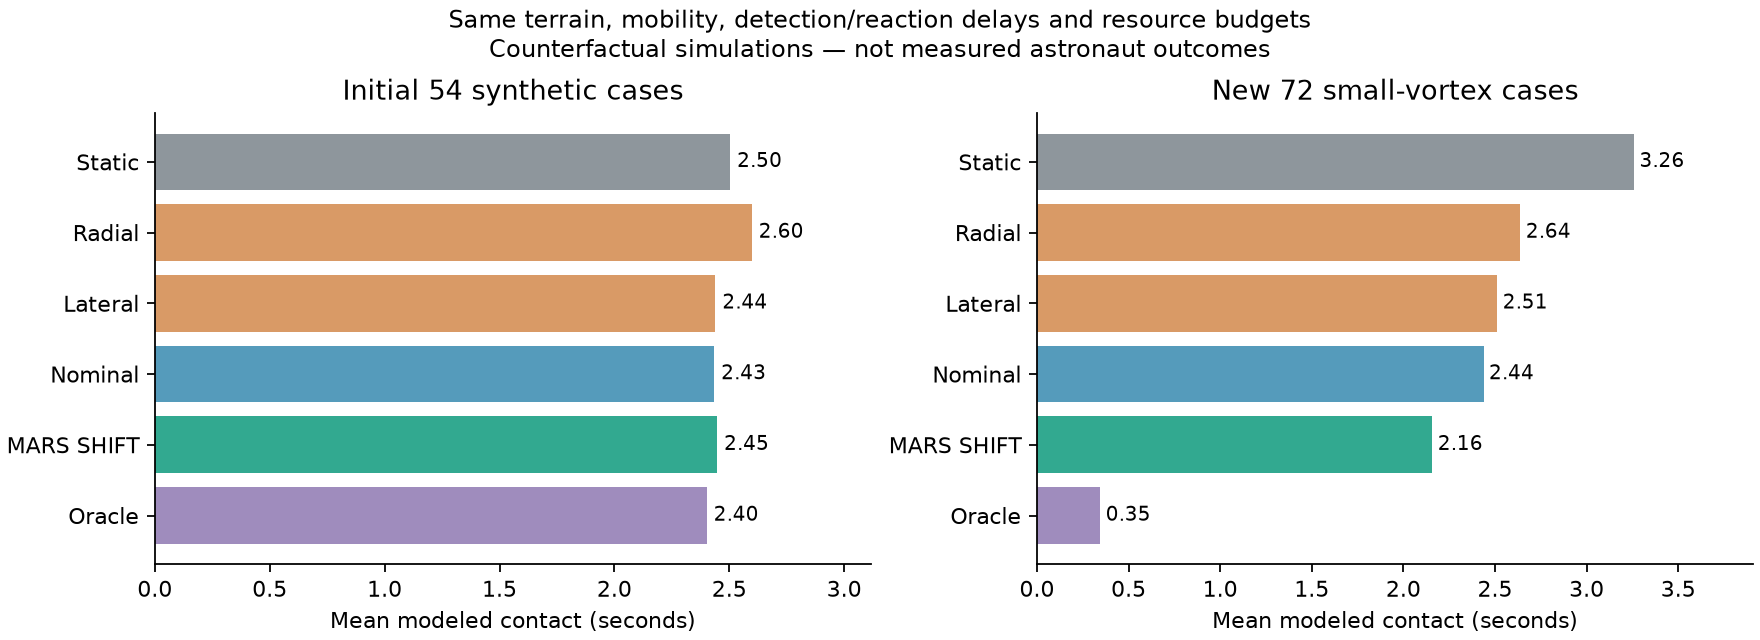 Same terrain, mobility, detection/reaction delays and resource budgets
Counterfactual simulations — not measured astronaut outcomes
Initial 54 synthetic cases
Static 2.50
Radial 2.60
Lateral 2.44
Nominal 2.43
MARS SHIFT 2.45
Oracle 2.40
0.0 0.5 1.0 1.5 2.0 2.5 3.0
Mean modeled contact (seconds)
New 72 small-vortex cases
Static 3.26
Radial 2.64
Lateral 2.51
Nominal 2.44
MARS SHIFT 2.16
Oracle 0.35
0.0 0.5 1.0 1.5 2.0 2.5 3.0 3.5
Mean modeled contact (seconds)